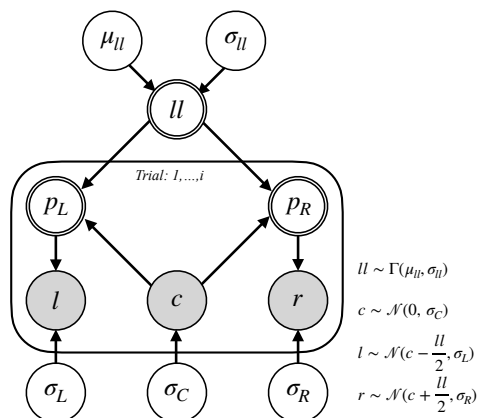 μ_ll σ_ll
ll
Trial: 1,...,i
p_L p_R
l c r
σ_L σ_C σ_R
ll ∼ Γ(μ_ll, σ_ll)
c ∼ 𝒩(0, σ_C)
l ∼ 𝒩(c − ll/2, σ_L)
r ∼ 𝒩(c + ll/2, σ_R)